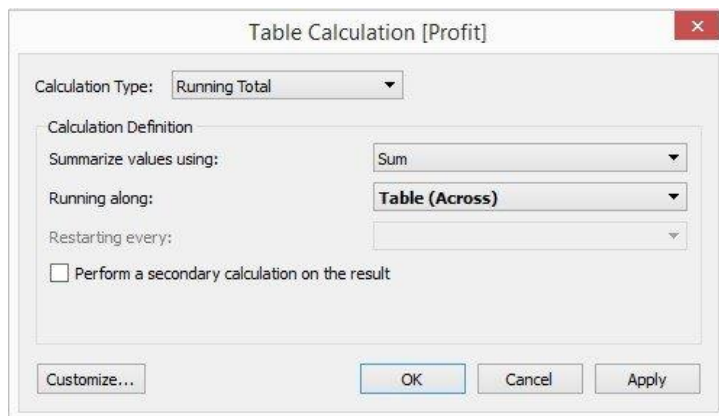 Table Calculation [Profit]
Calculation Type: Running Total
Calculation Definition
Summarize values using: Sum
Running along: Table (Across)
Restarting every:
Perform a secondary calculation on the result
Customize... OK Cancel Apply